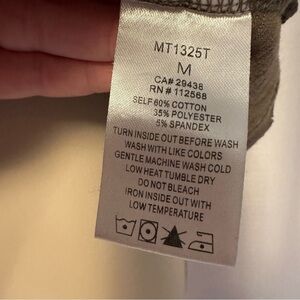 MT1325T
M
CA# 29438
RN # 112568
SELF 60% COTTON
35% POLYESTER
5% SPANDEX
TURN INSIDE OUT BEFORE WASH
WASH WITH LIKE COLORS
GENTLE MACHINE WASH COLD
LOW HEAT TUMBLE DRY
DO NOT BLEACH
IRON INSIDE OUT WITH
LOW TEMPERATURE